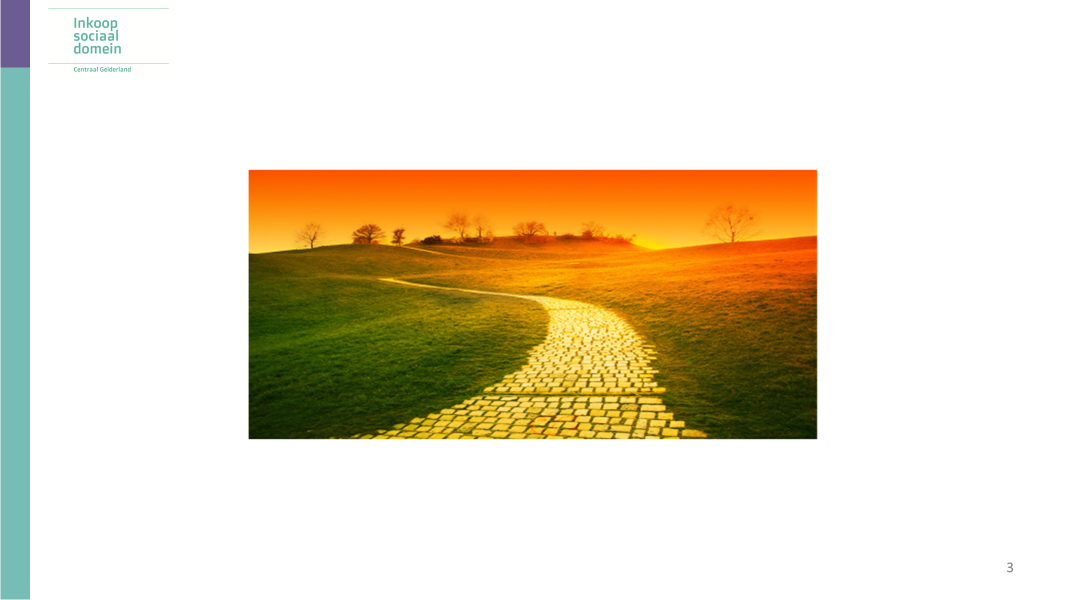 Inkoop
sociaal
domein
Centraal Gelderland
3